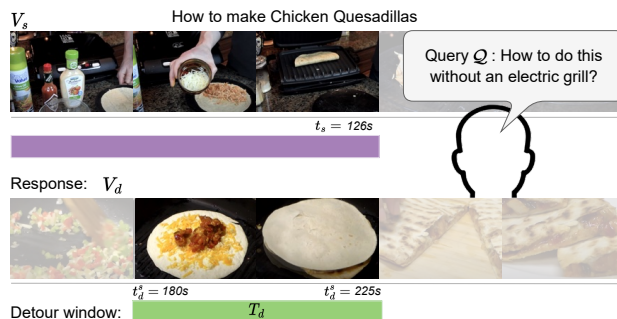 V_s How to make Chicken Quesadillas
Query Q : How to do this
without an electric grill?
t_s = 126s
Response: V_d
t_d^s = 180s t_d^s = 225s
Detour window: T_d